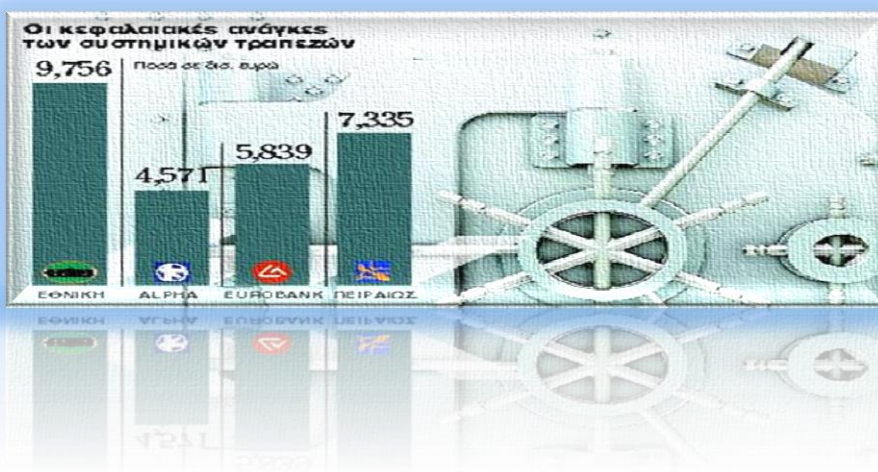 Οι κεφαλαιακές ανάγκες
των συστημικών τραπεζών
Ποσά σε δισ. ευρώ
9,756
4,571
5,839
7,335
ΕΘΝΙΚΗ ALPHA EUROBANK ΠΕΙΡΑΙΩΣ